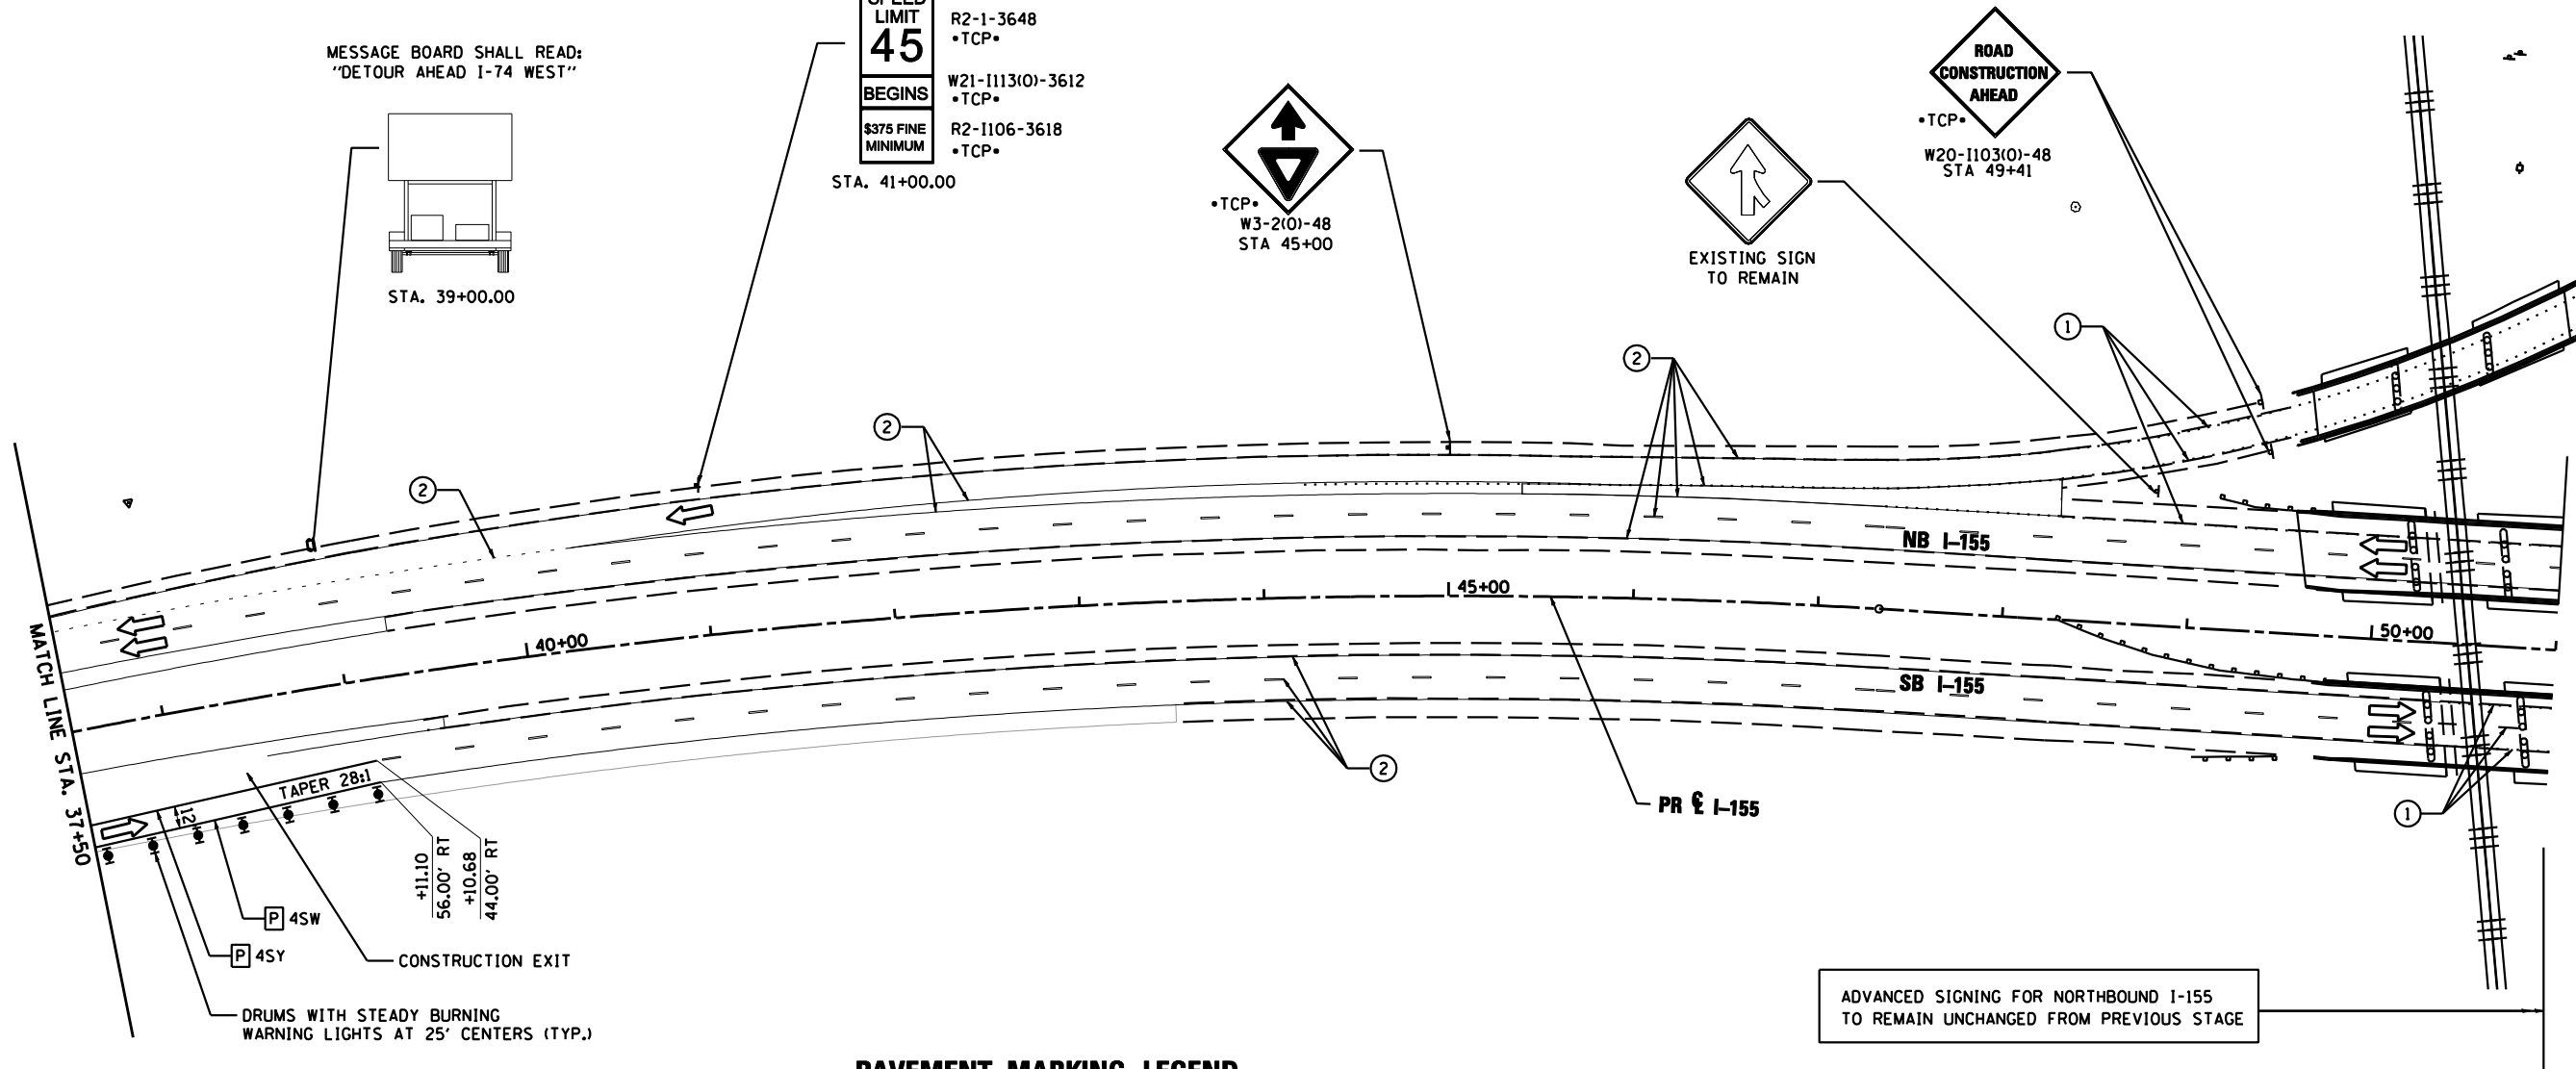 MESSAGE BOARD SHALL READ:
"DETOUR AHEAD I-74 WEST"
STA. 39+00.00
SPEED
LIMIT
45
BEGINS
$375 FINE
MINIMUM
R2-1-3648
•TCP•
W21-I113(O)-3612
•TCP•
R2-I106-3618
•TCP•
STA. 41+00.00
•TCP•
W3-2(O)-48
STA 45+00
EXISTING SIGN
TO REMAIN
ROAD
CONSTRUCTION
AHEAD
•TCP•
W20-I103(O)-48
STA 49+41
1
2
2
2
NB I-155
45+00
40+00
50+00
SB I-155
MATCH LINE STA. 37+50
TAPER 28:1
12'
2
PR ℄ I-155
1
+11.10
56.00' RT
+10.68
44.00' RT
P 4SW
P 4SY
CONSTRUCTION EXIT
DRUMS WITH STEADY BURNING
WARNING LIGHTS AT 25' CENTERS (TYP.)
ADVANCED SIGNING FOR NORTHBOUND I-155
TO REMAIN UNCHANGED FROM PREVIOUS STAGE
PAVEMENT MARKING LEGEND